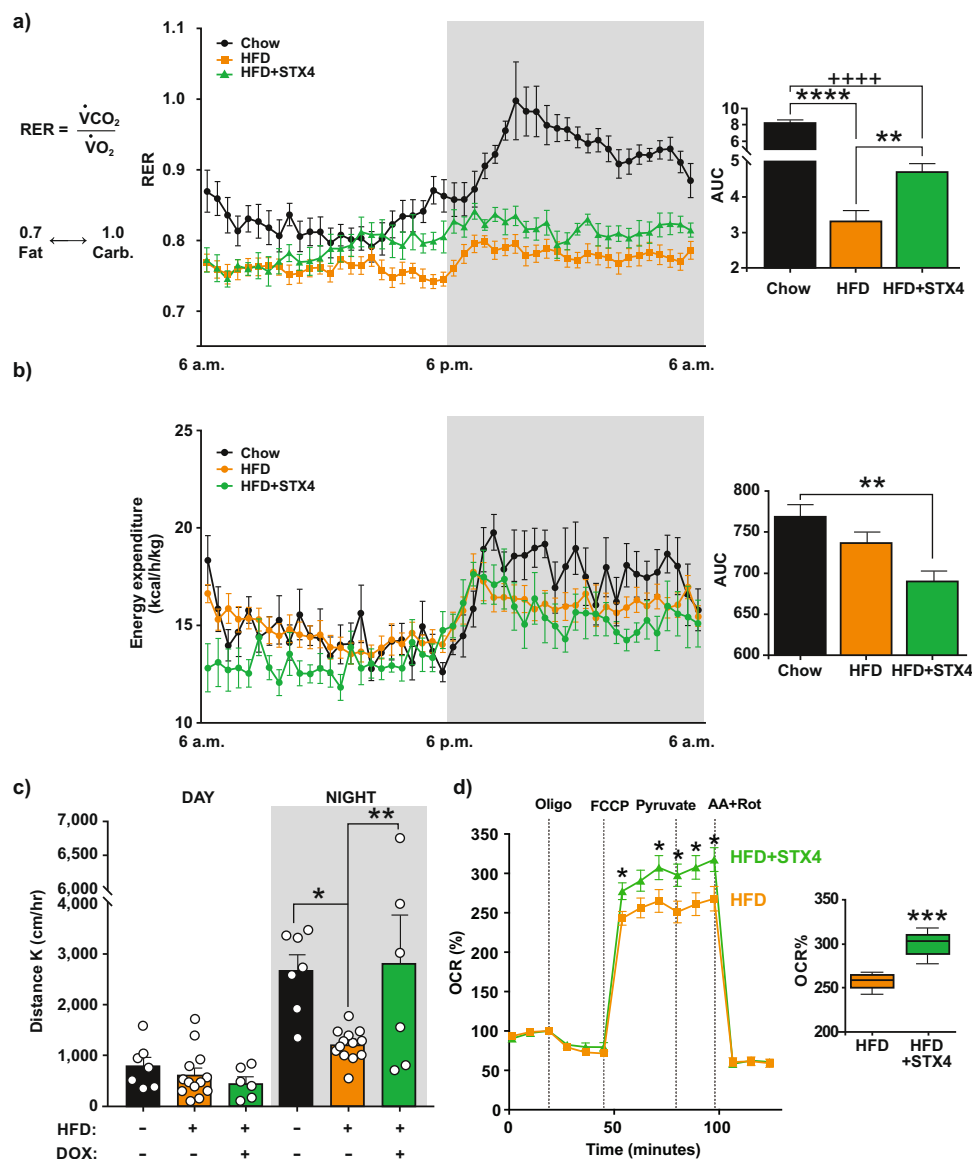 a)
Chow
HFD
HFD+STX4
RER = V̇CO₂ / V̇O₂
0.7 ↔ 1.0
Fat Carb.
RER
1.1
1.0
0.9
0.8
0.7
6 a.m. 6 p.m. 6 a.m.
++++
****
**
AUC
10
8
6
5
4
3
2
Chow HFD HFD+STX4
b)
Chow
HFD
HFD+STX4
Energy expenditure
(kcal/h/kg)
25
20
15
10
6 a.m. 6 p.m. 6 a.m.
**
AUC
800
750
700
650
600
Chow HFD HFD+STX4
c)
DAY NIGHT
**
*
Distance K (cm/hr)
7,000
6,500
6,000
4,000
3,000
2,000
1,000
0
HFD: - + + - + +
DOX: - - + - - +
d)
Oligo FCCP Pyruvate AA+Rot
* * * * *
HFD+STX4
HFD
OCR (%)
350
300
250
200
150
100
50
0
0 50 100
Time (minutes)
***
OCR%
350
300
250
200
HFD HFD
+STX4